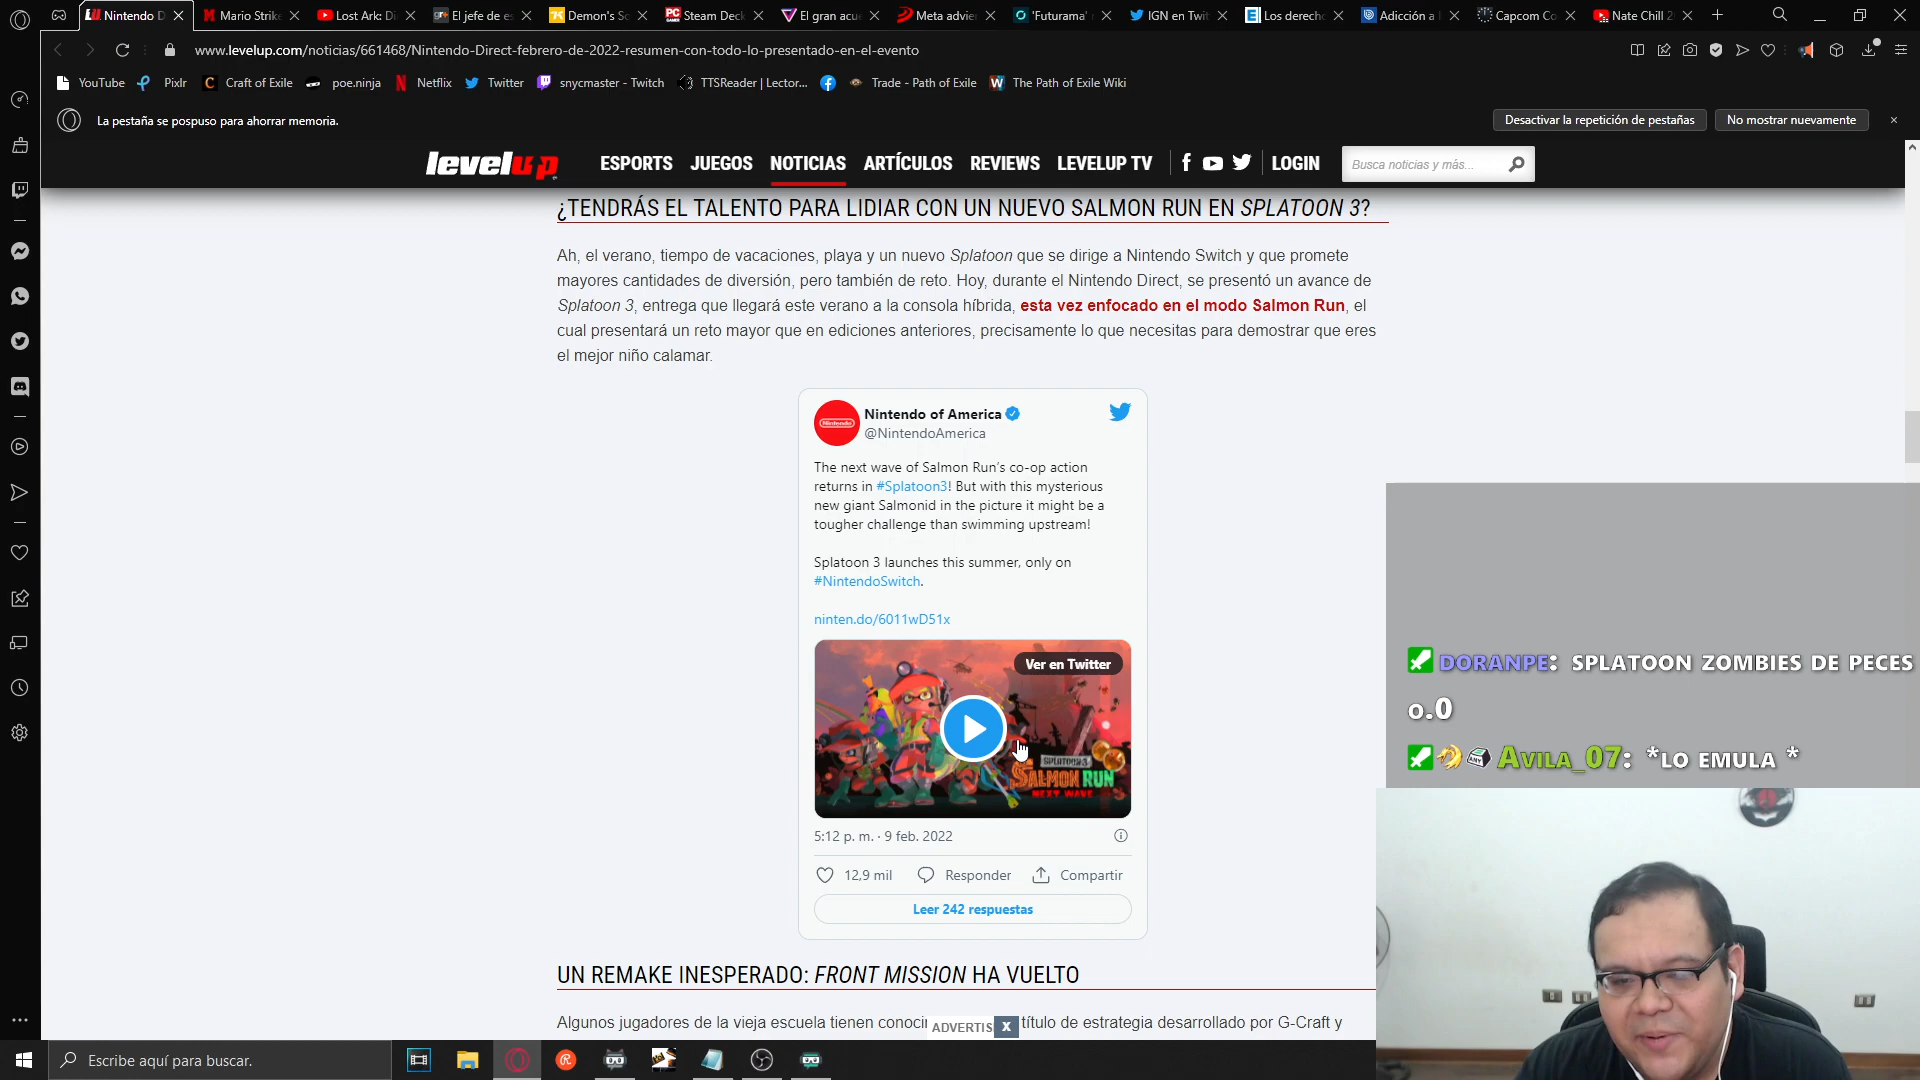 Nintendo D
Mario Strik
Lost Ark: Di
El jefe de es
Demon's So
Steam Deck
El gran acu
Meta advie
'Futurama'
IGN en Twit
Los derech
Adicción a
Capcom Co
Nate Chill 2
www.levelup.com/noticias/661468/Nintendo-Direct-febrero-de-2022-resumen-con-todo-lo-presentado-en-el-evento
YouTube
Pixlr
Craft of Exile
poe.ninja
Netflix
Twitter
snycmaster - Twitch
TTSReader | Lector...
Trade - Path of Exile
The Path of Exile Wiki
La pestaña se pospuso para ahorrar memoria.
Desactivar la repetición de pestañas
No mostrar nuevamente
levelup
ESPORTS
JUEGOS
NOTICIAS
ARTÍCULOS
REVIEWS
LEVELUP TV
LOGIN
Busca noticias y más...
¿TENDRÁS EL TALENTO PARA LIDIAR CON UN NUEVO SALMON RUN EN SPLATOON 3?
Ah, el verano, tiempo de vacaciones, playa y un nuevo Splatoon que se dirige a Nintendo Switch y que promete
mayores cantidades de diversión, pero también de reto. Hoy, durante el Nintendo Direct, se presentó un avance de
Splatoon 3, entrega que llegará este verano a la consola híbrida, esta vez enfocado en el modo Salmon Run, el
cual presentará un reto mayor que en ediciones anteriores, precisamente lo que necesitas para demostrar que eres
el mejor niño calamar.
Nintendo of America
@NintendoAmerica
The next wave of Salmon Run's co-op action
returns in #Splatoon3! But with this mysterious
new giant Salmonid in the picture it might be a
tougher challenge than swimming upstream!
Splatoon 3 launches this summer, only on
#NintendoSwitch.
ninten.do/6011wD51x
Ver en Twitter
SPLATOON 3
SALMON RUN
NEXT WAVE
5:12 p. m. · 9 feb. 2022
12,9 mil
Responder
Compartir
Leer 242 respuestas
UN REMAKE INESPERADO: FRONT MISSION HA VUELTO
Algunos jugadores de la vieja escuela tienen conoci
ADVERTIS
X
título de estrategia desarrollado por G-Craft y
DORANPE: SPLATOON ZOMBIES DE PECES
o.0
AVILA_07: *LO EMULA *
Escribe aquí para buscar.